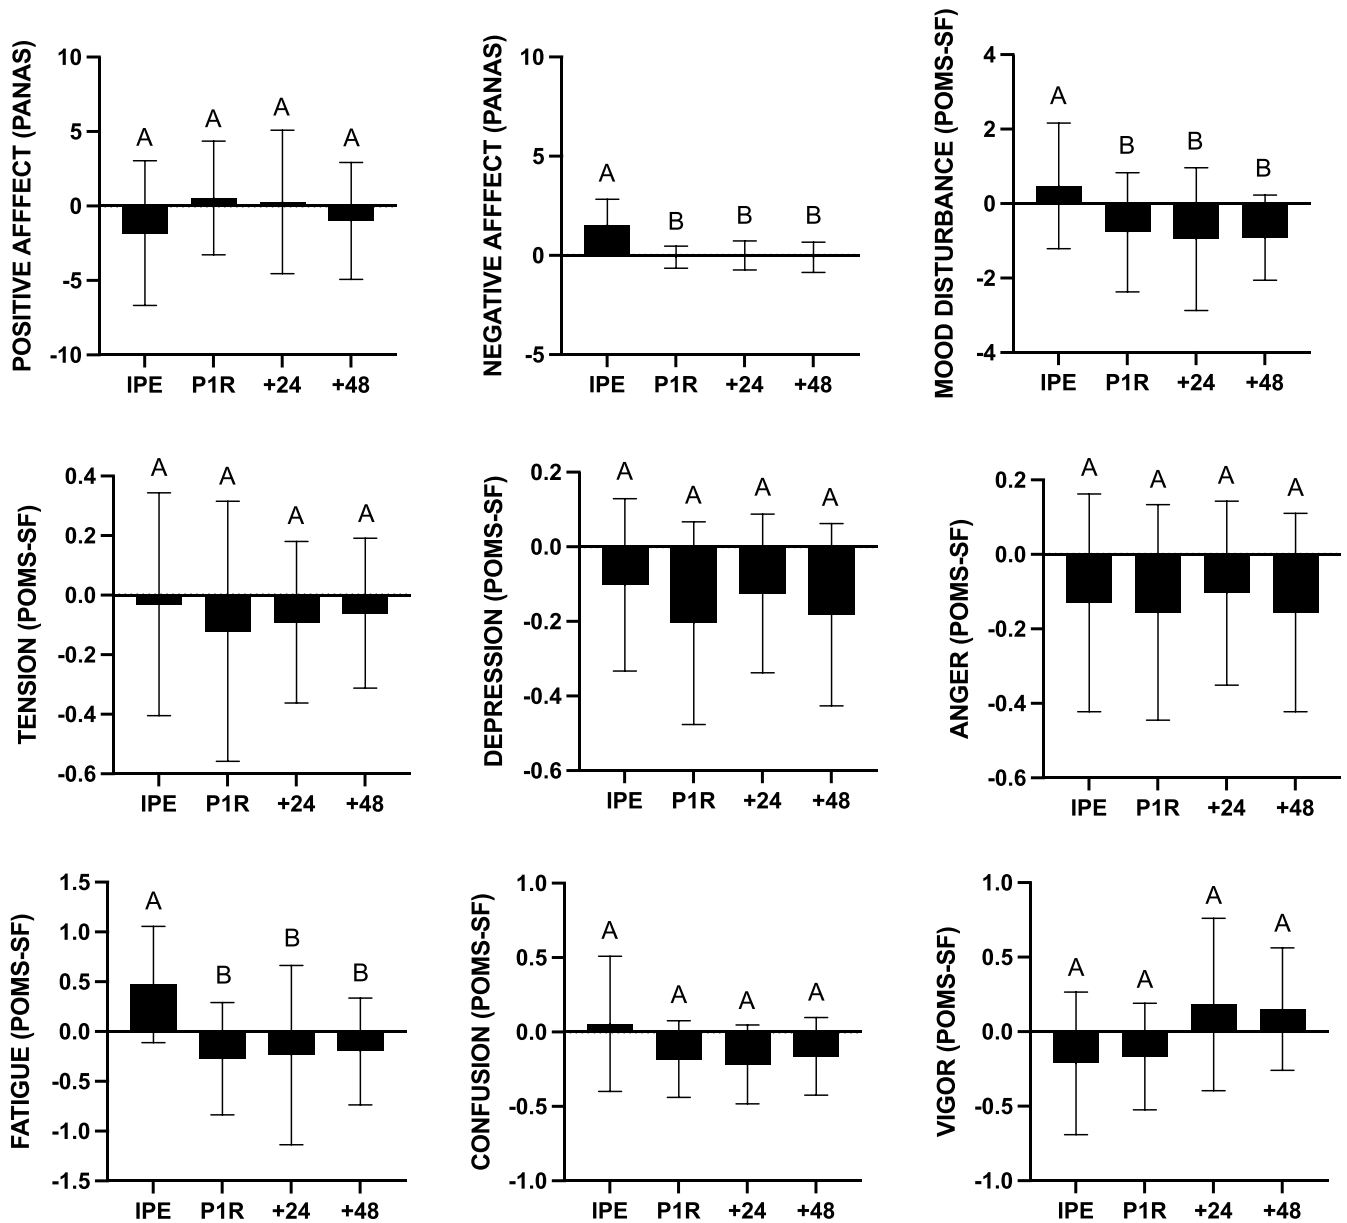 POSITIVE AFFFECT (PANAS)
10
5
0
-5
-10
A
A
A
A
IPE P1R +24 +48
NEGATIVE AFFFECT (PANAS)
10
5
0
-5
A
B
B
B
IPE P1R +24 +48
MOOD DISTURBANCE (POMS-SF)
4
2
0
-2
-4
A
B
B
B
IPE P1R +24 +48
TENSION (POMS-SF)
0.4
0.2
0.0
-0.2
-0.4
-0.6
A
A
A
A
IPE P1R +24 +48
DEPRESSION (POMS-SF)
0.2
0.0
-0.2
-0.4
-0.6
A
A
A
A
IPE P1R +24 +48
ANGER (POMS-SF)
0.2
0.0
-0.2
-0.4
-0.6
A
A
A
A
IPE P1R +24 +48
FATIGUE (POMS-SF)
1.5
1.0
0.5
0.0
-0.5
-1.0
-1.5
A
B
B
B
IPE P1R +24 +48
CONFUSION (POMS-SF)
1.0
0.5
0.0
-0.5
-1.0
A
A
A
A
IPE P1R +24 +48
VIGOR (POMS-SF)
1.0
0.5
0.0
-0.5
-1.0
A
A
A
A
IPE P1R +24 +48